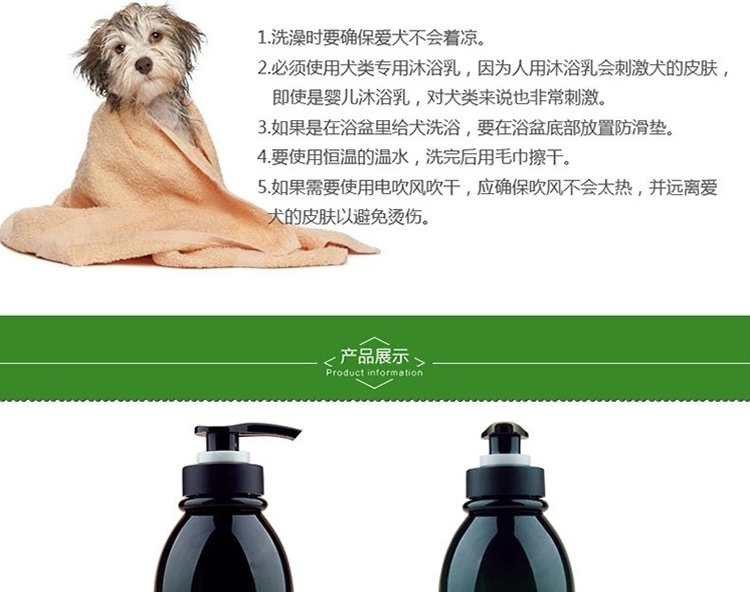 1.洗澡时要确保爱犬不会着凉。
2.必须使用犬类专用沐浴乳，因为人用沐浴乳会刺激犬的皮肤，
即使是婴儿沐浴乳，对犬类来说也非常刺激。
3.如果是在浴盆里给犬洗浴，要在浴盆底部放置防滑垫。
4.要使用恒温的温水，洗完后用毛巾擦干。
5.如果需要使用电吹风吹干，应确保吹风不会太热，并远离爱
犬的皮肤以避免烫伤。
产品展示
Product information